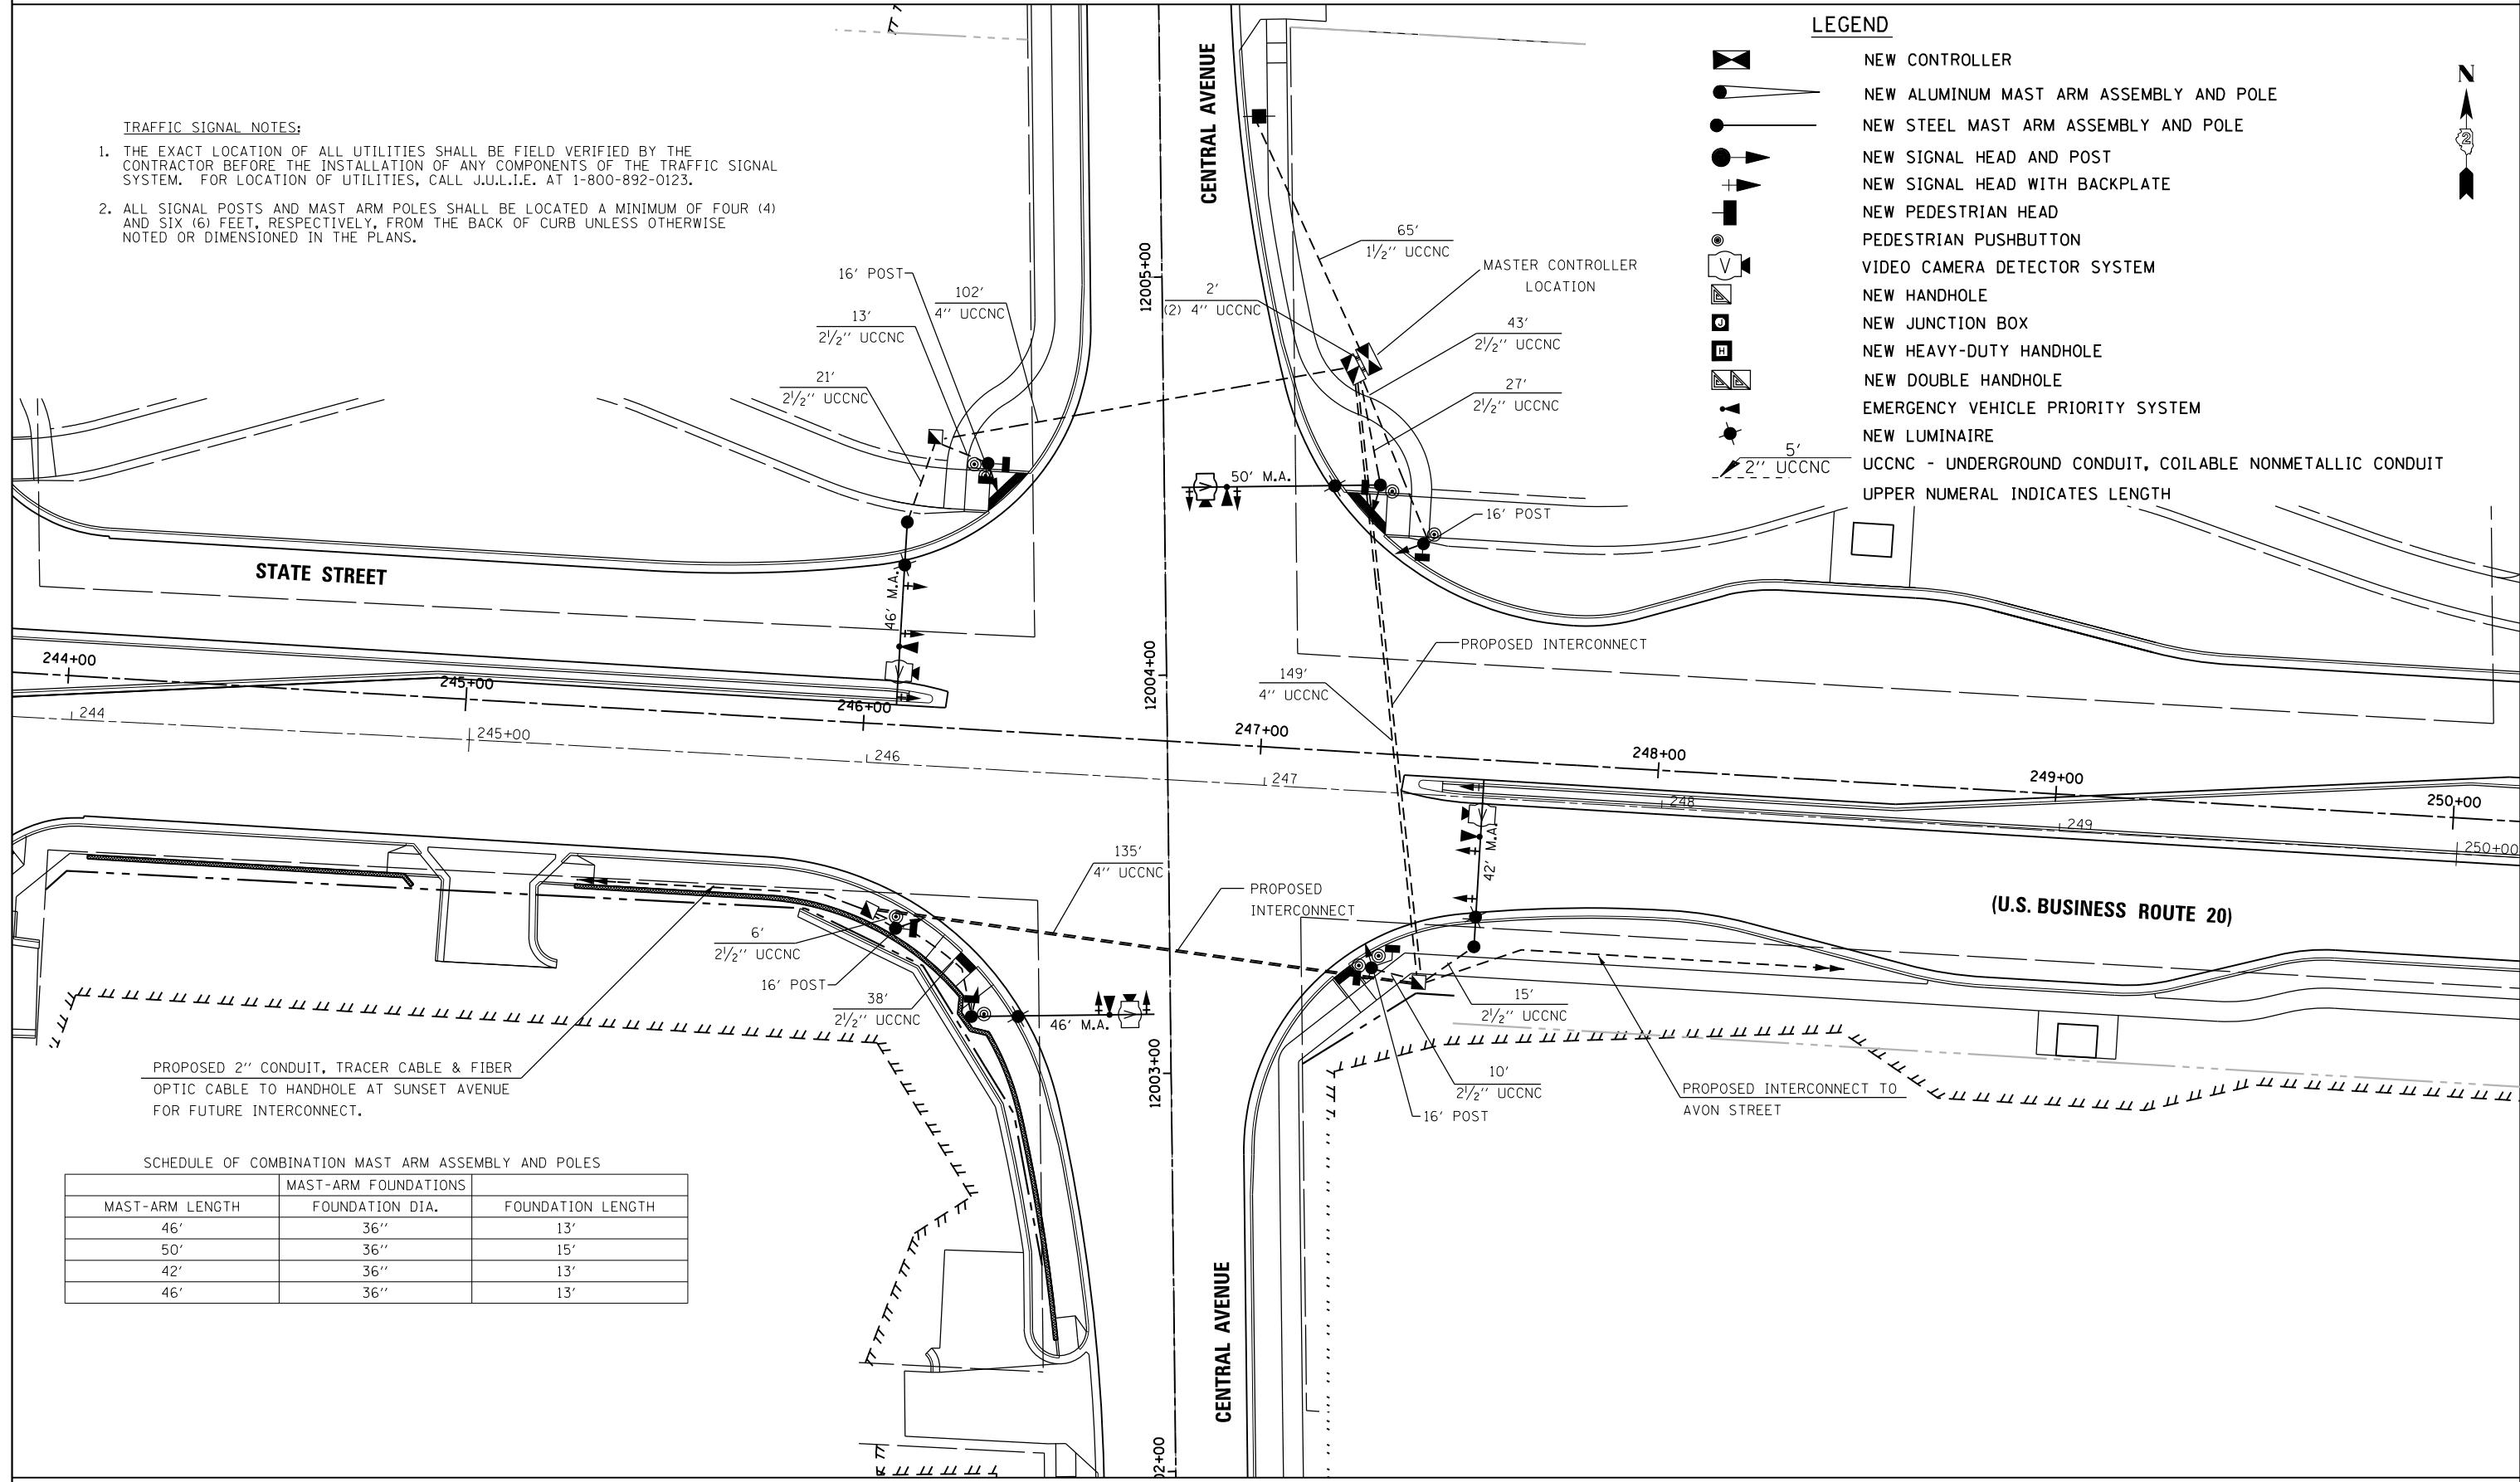 LEGEND
NEW CONTROLLER
NEW ALUMINUM MAST ARM ASSEMBLY AND POLE
NEW STEEL MAST ARM ASSEMBLY AND POLE
NEW SIGNAL HEAD AND POST
NEW SIGNAL HEAD WITH BACKPLATE
NEW PEDESTRIAN HEAD
PEDESTRIAN PUSHBUTTON
V
VIDEO CAMERA DETECTOR SYSTEM
NEW HANDHOLE
J
NEW JUNCTION BOX
H
NEW HEAVY-DUTY HANDHOLE
NEW DOUBLE HANDHOLE
EMERGENCY VEHICLE PRIORITY SYSTEM
NEW LUMINAIRE
5'
2'' UCCNC
UCCNC - UNDERGROUND CONDUIT, COILABLE NONMETALLIC CONDUIT
UPPER NUMERAL INDICATES LENGTH
N
2
TRAFFIC SIGNAL NOTES:
1. THE EXACT LOCATION OF ALL UTILITIES SHALL BE FIELD VERIFIED BY THE
CONTRACTOR BEFORE THE INSTALLATION OF ANY COMPONENTS OF THE TRAFFIC SIGNAL
SYSTEM. FOR LOCATION OF UTILITIES, CALL J.U.L.I.E. AT 1-800-892-0123.
2. ALL SIGNAL POSTS AND MAST ARM POLES SHALL BE LOCATED A MINIMUM OF FOUR (4)
AND SIX (6) FEET, RESPECTIVELY, FROM THE BACK OF CURB UNLESS OTHERWISE
NOTED OR DIMENSIONED IN THE PLANS.
CENTRAL AVENUE
12005+00
16' POST
102'
4'' UCCNC
13'
2½'' UCCNC
21'
2½'' UCCNC
65'
1½'' UCCNC
MASTER CONTROLLER
LOCATION
2'
(2) 4'' UCCNC
43'
2½'' UCCNC
27'
2½'' UCCNC
V
50' M.A.
16' POST
STATE STREET
46' M.A.
V
PROPOSED INTERCONNECT
149'
4'' UCCNC
12004+00
244+00
245+00
246+00
247+00
248+00
249+00
250+00
244
245+00
246
247
248
249
250+00
V
42' M.A.
(U.S. BUSINESS ROUTE 20)
135'
4'' UCCNC
PROPOSED
INTERCONNECT
6'
2½'' UCCNC
16' POST
38'
2½'' UCCNC
46' M.A.
V
15'
2½'' UCCNC
10'
2½'' UCCNC
16' POST
PROPOSED INTERCONNECT TO
AVON STREET
12003+00
PROPOSED 2'' CONDUIT, TRACER CABLE & FIBER
OPTIC CABLE TO HANDHOLE AT SUNSET AVENUE
FOR FUTURE INTERCONNECT.
SCHEDULE OF COMBINATION MAST ARM ASSEMBLY AND POLES
MAST-ARM FOUNDATIONS
MAST-ARM LENGTH FOUNDATION DIA. FOUNDATION LENGTH
46' 36'' 13'
50' 36'' 15'
42' 36'' 13'
46' 36'' 13'
CENTRAL AVENUE
02+00